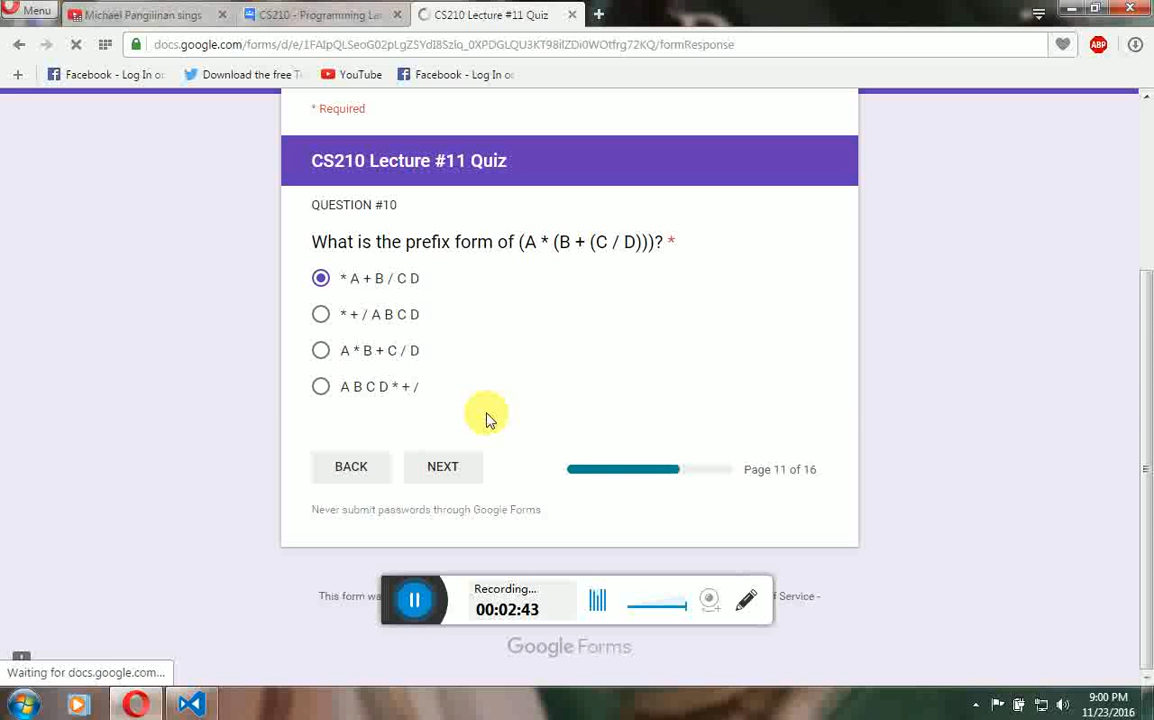 Menu
Michael Pangilinan sings
CS210 - Programming La
CS210 Lecture #11 Quiz
docs.google.com/forms/d/e/1FAIpQLSeoG02pLgZSYdI8Szlq_0XPDGLQU3KT98ifZDi0WOtfrg72KQ/formResponse
ABP
Facebook - Log In o
Download the free T
YouTube
Facebook - Log In o
* Required
CS210 Lecture #11 Quiz
QUESTION #10
What is the prefix form of (A * (B + (C / D)))? *
* A + B / C D
* + / A B C D
A * B + C / D
A B C D * + /
BACK
NEXT
Page 11 of 16
Never submit passwords through Google Forms
Recording...
00:02:43
This form wa
f Service -
Google Forms
Waiting for docs.google.com...
9:00 PM
11/23/2016